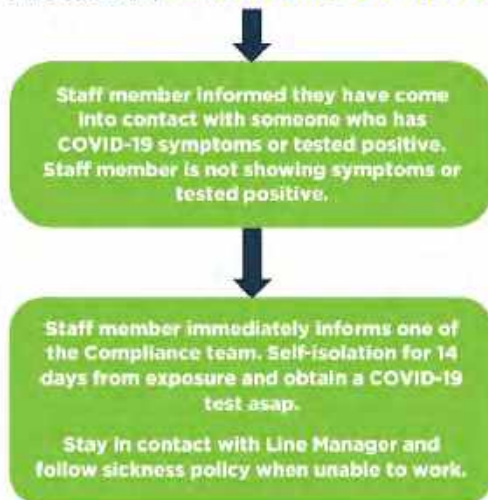 Staff member informed they have come
into contact with someone who has
COVID-19 symptoms or tested positive.
Staff member is not showing symptoms or
tested positive.
Staff member immediately informs one of
the Compliance team. Self-isolation for 14
days from exposure and obtain a COVID-19
test asap.
Stay in contact with Line Manager and
follow sickness policy when unable to work.